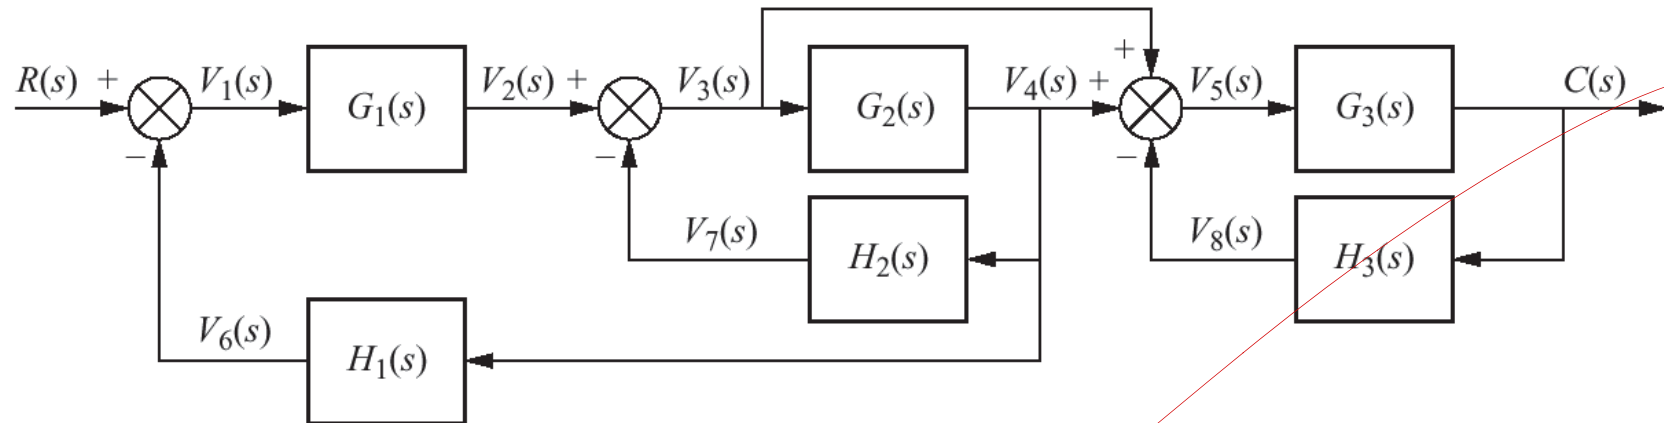 +
R(s) + V₁(s) G₁(s) V₂(s) + V₃(s) G₂(s) V₄(s) + V₅(s) G₃(s) C(s)
− − −
V₇(s) H₂(s) V₈(s) H₃(s)
V₆(s) H₁(s)